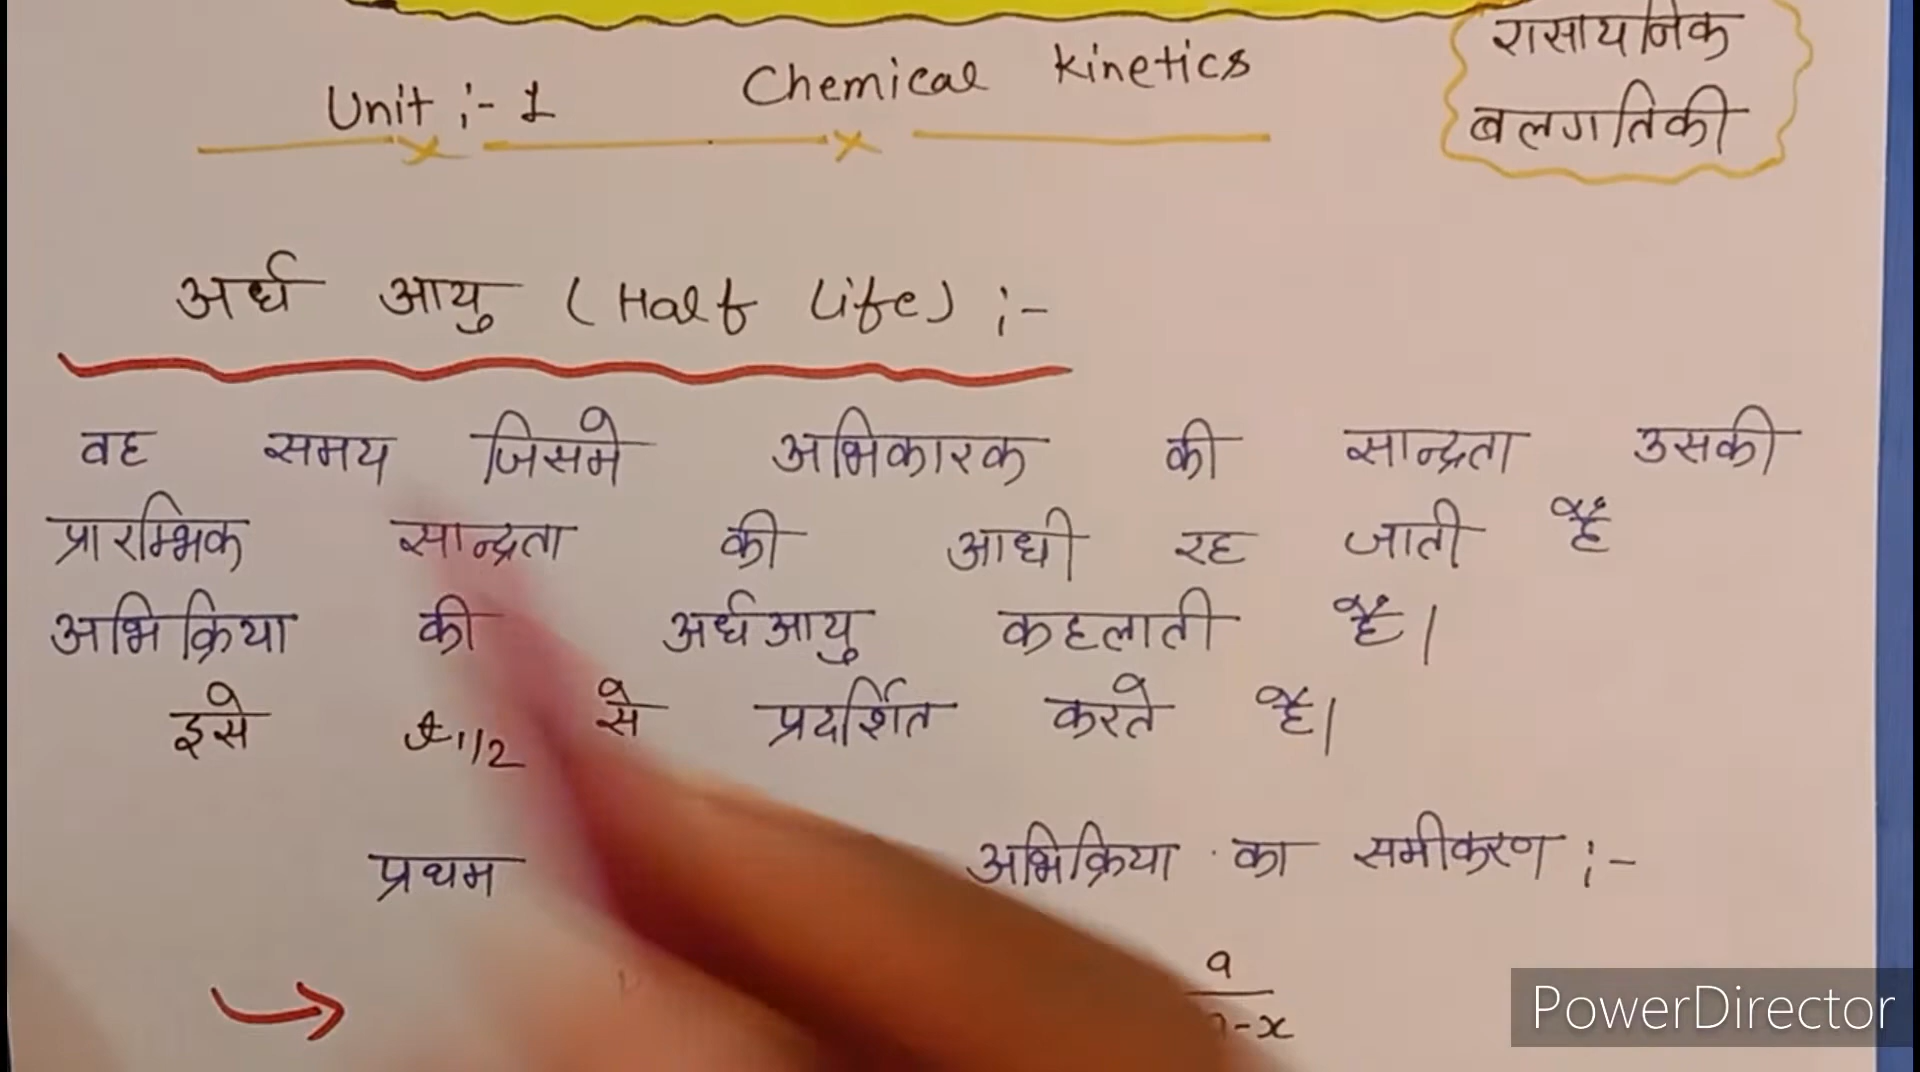 रासायनिक
बलगतिकी
Unit ;- 1 Chemical Kinetics
अर्ध आयु (Half Life) ;-
वह समय जिसमे अभिकारक की सान्द्रता उसकी
प्रारम्भिक सान्द्रता की आधी रह जाती है
अभिक्रिया की अर्धआयु कहलाती है।
इसे t1/2 से प्रदर्शित करते है।
प्रथम अभिक्रिया का समीकरण ;-
a
-x
PowerDirector